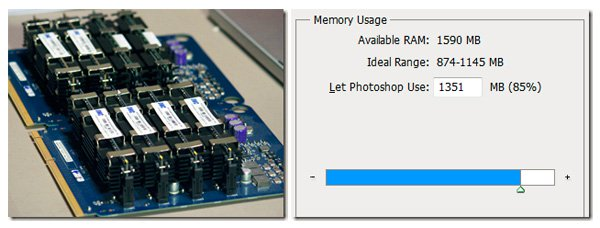 Memory Usage
Available RAM: 1590 MB
Ideal Range: 874-1145 MB
Let Photoshop Use: 1351 MB (85%)
- +